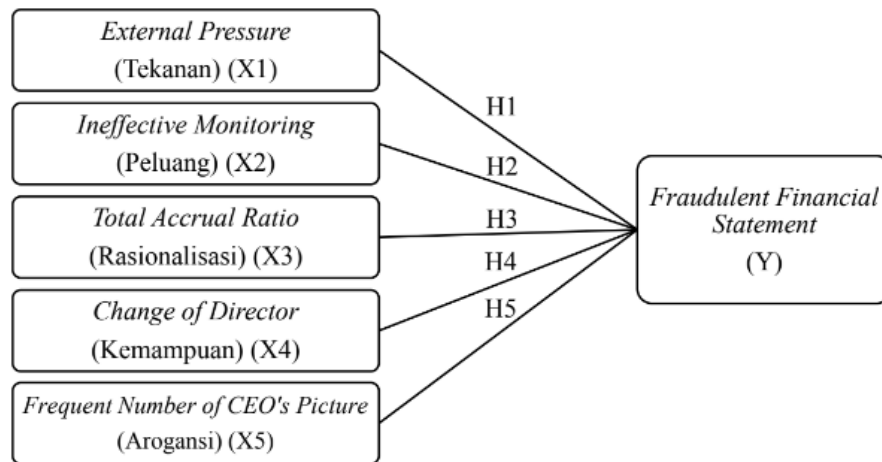 External Pressure
(Tekanan) (X1)
Ineffective Monitoring
(Peluang) (X2)
Total Accrual Ratio
(Rasionalisasi) (X3)
Change of Director
(Kemampuan) (X4)
Frequent Number of CEO's Picture
(Arogansi) (X5)
H1
H2
H3
H4
H5
Fraudulent Financial
Statement
(Y)